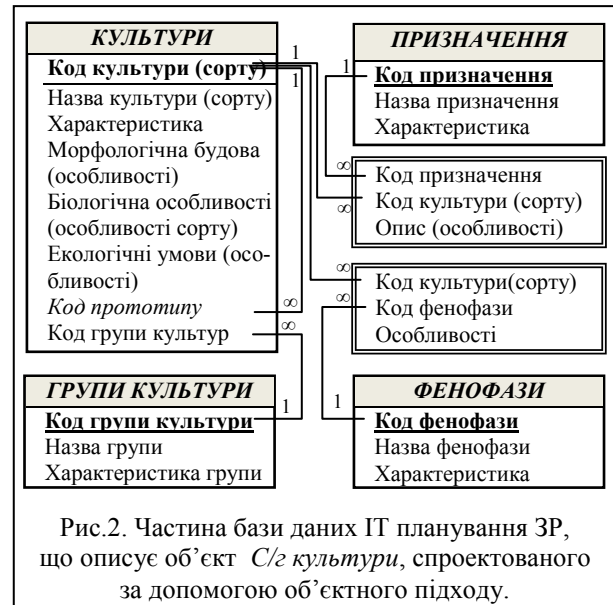 КУЛЬТУРИ
Код культури (сорту)
Назва культури (сорту)
Характеристика
Морфологічна будова
(особливості)
Біологічна особливості
(особливості сорту)
Екологічні умови (осо-
бливості)
Код прототипу
Код групи культур
1
1
∞
∞
ПРИЗНАЧЕННЯ
1
Код призначення
Назва призначення
Характеристика
∞
Код призначення
∞
Код культури (сорту)
Опис (особливості)
∞
Код культури(сорту)
∞
Код фенофази
Особливості
ГРУПИ КУЛЬТУРИ
Код групи культури
1
Назва групи
Характеристика групи
ФЕНОФАЗИ
1
Код фенофази
Назва фенофази
Характеристика
Рис.2. Частина бази даних ІТ планування ЗР,
що описує об’єкт С/г культури, спроектованого
за допомогою об’єктного підходу.